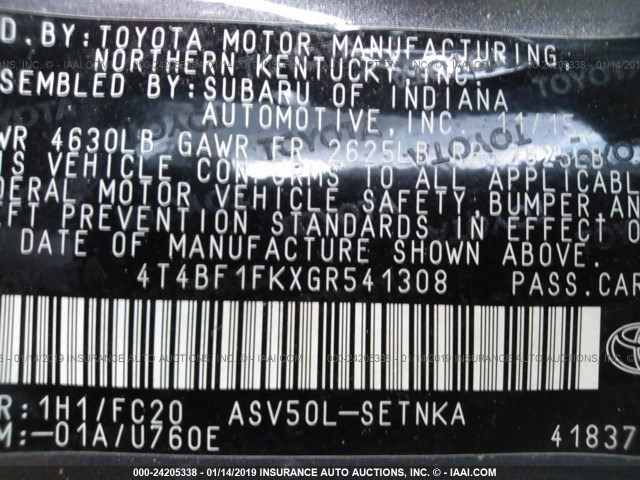 D.BY:TOYOTA MOTOR MANUFACTURING,
NORTHERN KENTUCKY, INC.
SEMBLED BY:SUBARU OF INDIANA
AUTOMOTIVE,INC. 11/15
WR 4630LB GAWR FR 2625LB
IS VEHICLE CONFORMS TO ALL APPLICABL
DERAL MOTOR VEHICLE SAFETY,BUMPER,AN
EFT PREVENTION STANDARDS IN EFFECT O
E DATE OF MANUFACTURE SHOWN ABOVE.
4T4BF1FKXGR541308 PASS.CAR
R:1H1/FC20 ASV50L-SETNKA
M:-01A/U760E 41837
000-24205338 - 01/14/2019 INSURANCE AUTO AUCTIONS, INC. - © - IAAI.COM